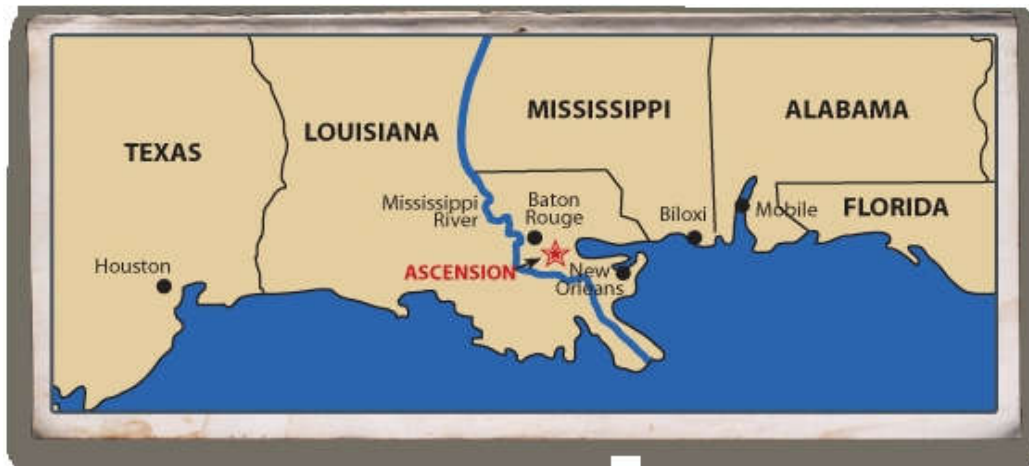 TEXAS
LOUISIANA
MISSISSIPPI
ALABAMA
Mississippi
River
Baton
Rouge
Biloxi
Mobile
FLORIDA
Houston
ASCENSION
New
Orleans